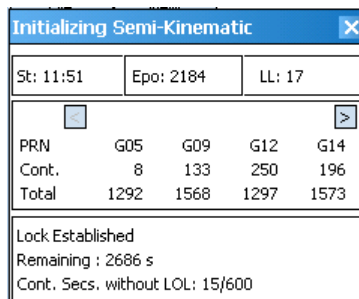 Initializing Semi-Kinematic X
St: 11:51 Epo: 2184 LL: 17
< >
PRN G05 G09 G12 G14
Cont. 8 133 250 196
Total 1292 1568 1297 1573
Lock Established
Remaining : 2686 s
Cont. Secs. without LOL: 15/600